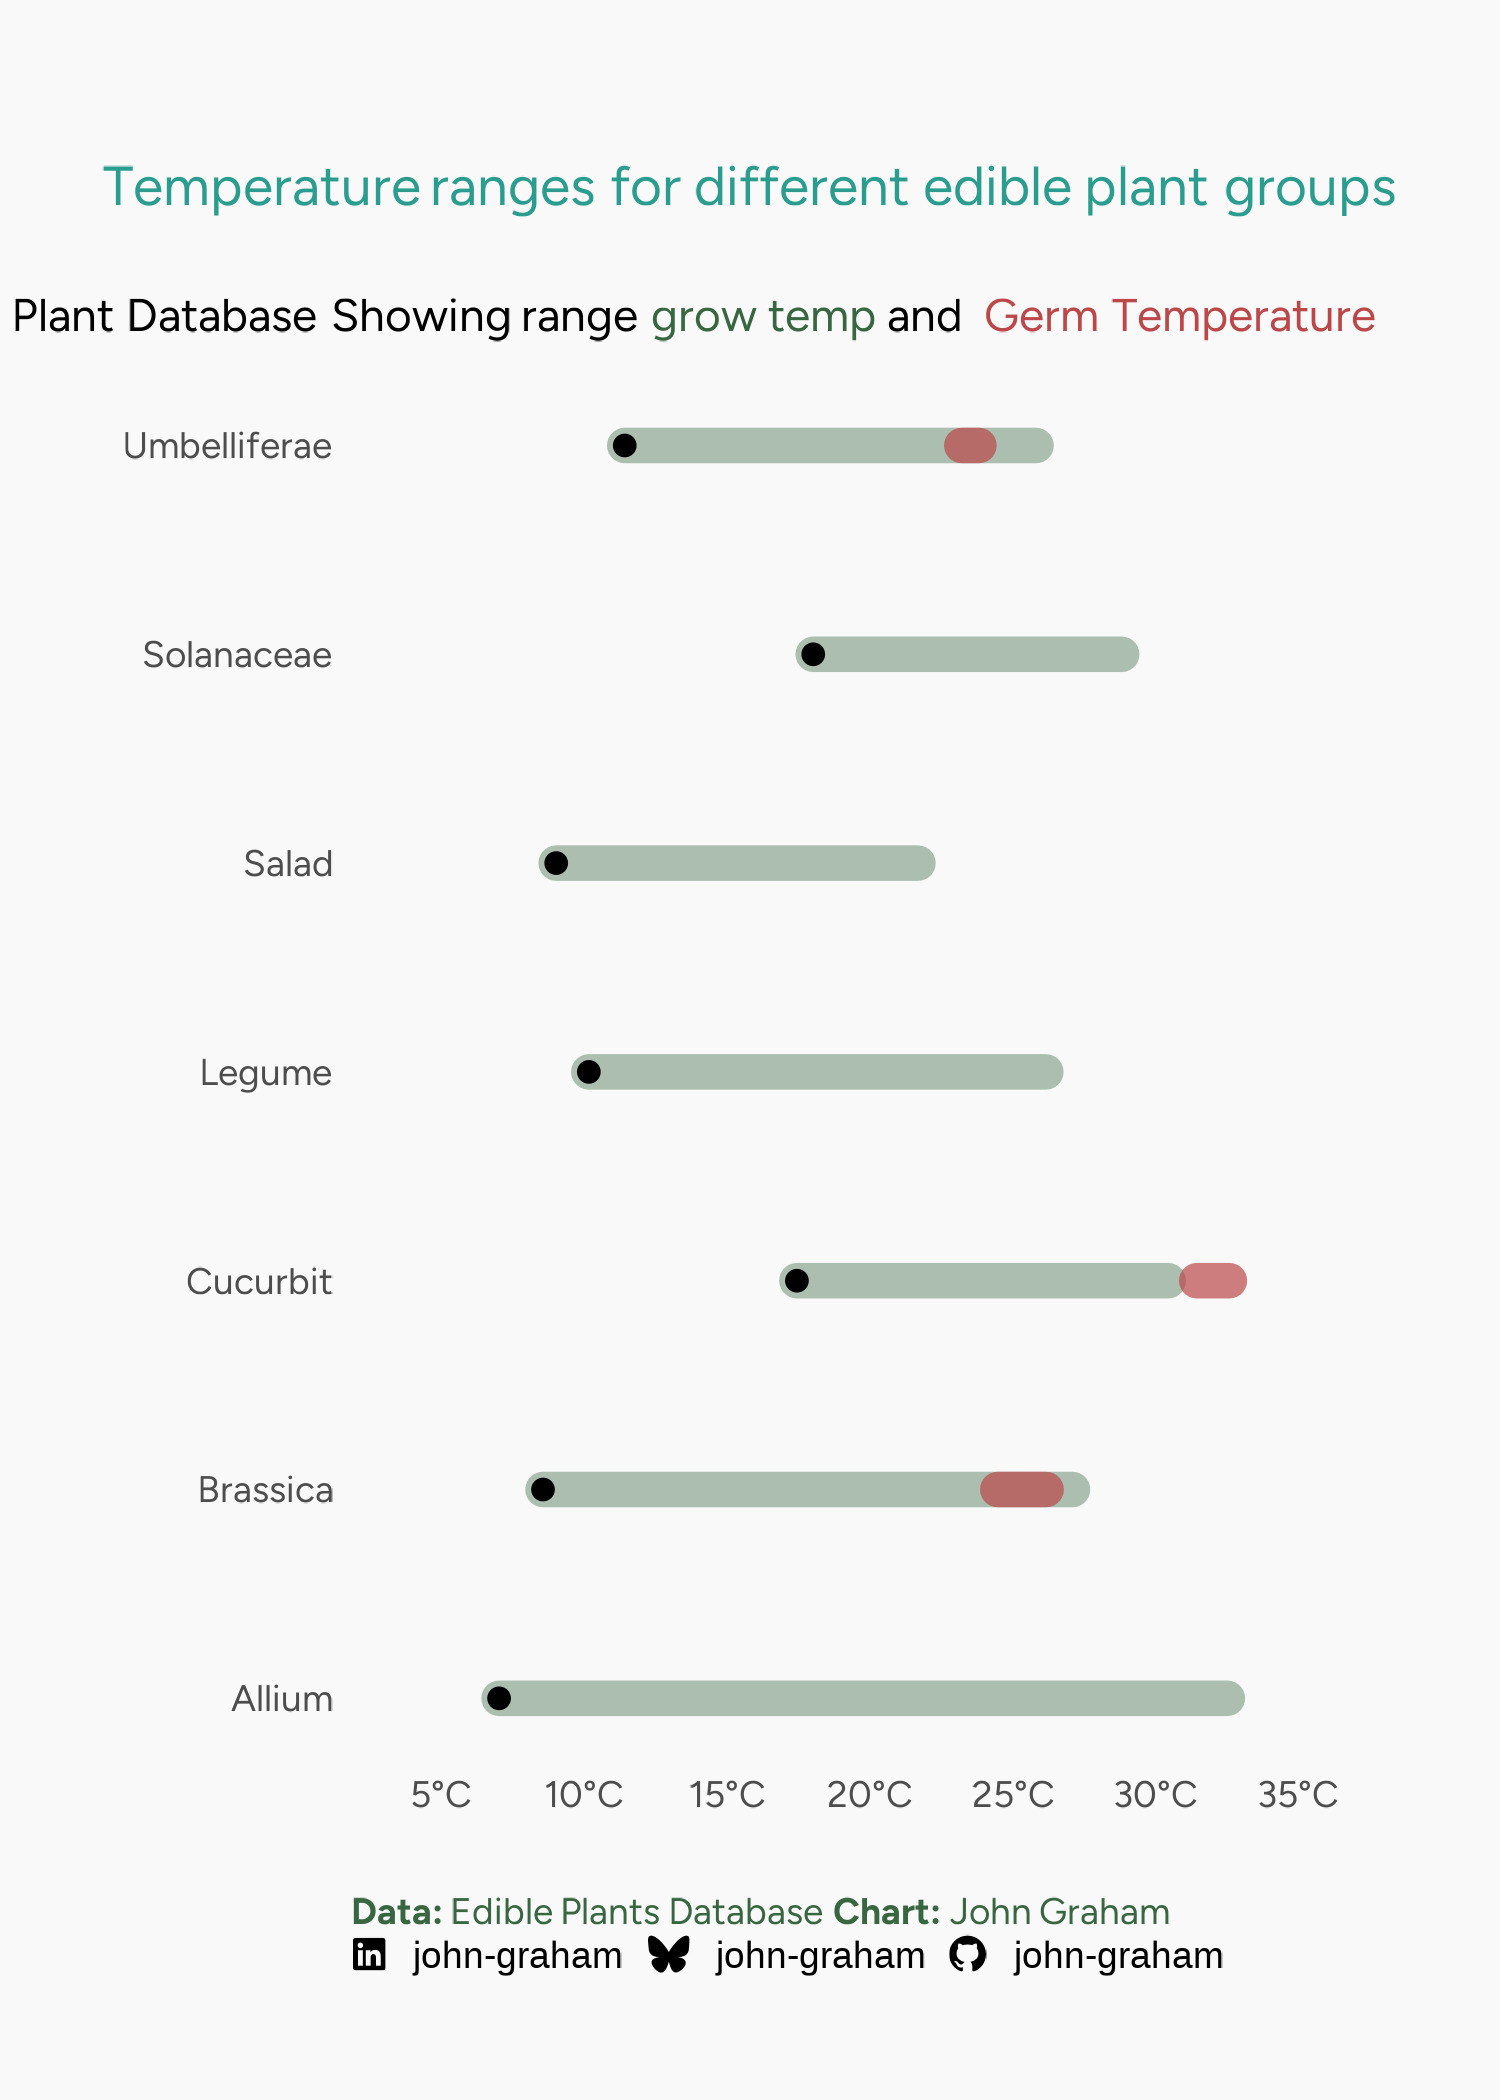 Temperature ranges for different edible plant groups
Plant Database Showing range grow temp and Germ Temperature
Umbelliferae
Solanaceae
Salad
Legume
Cucurbit
Brassica
Allium
5°C 10°C 15°C 20°C 25°C 30°C 35°C
Data: Edible Plants Database Chart: John Graham
john-graham john-graham john-graham